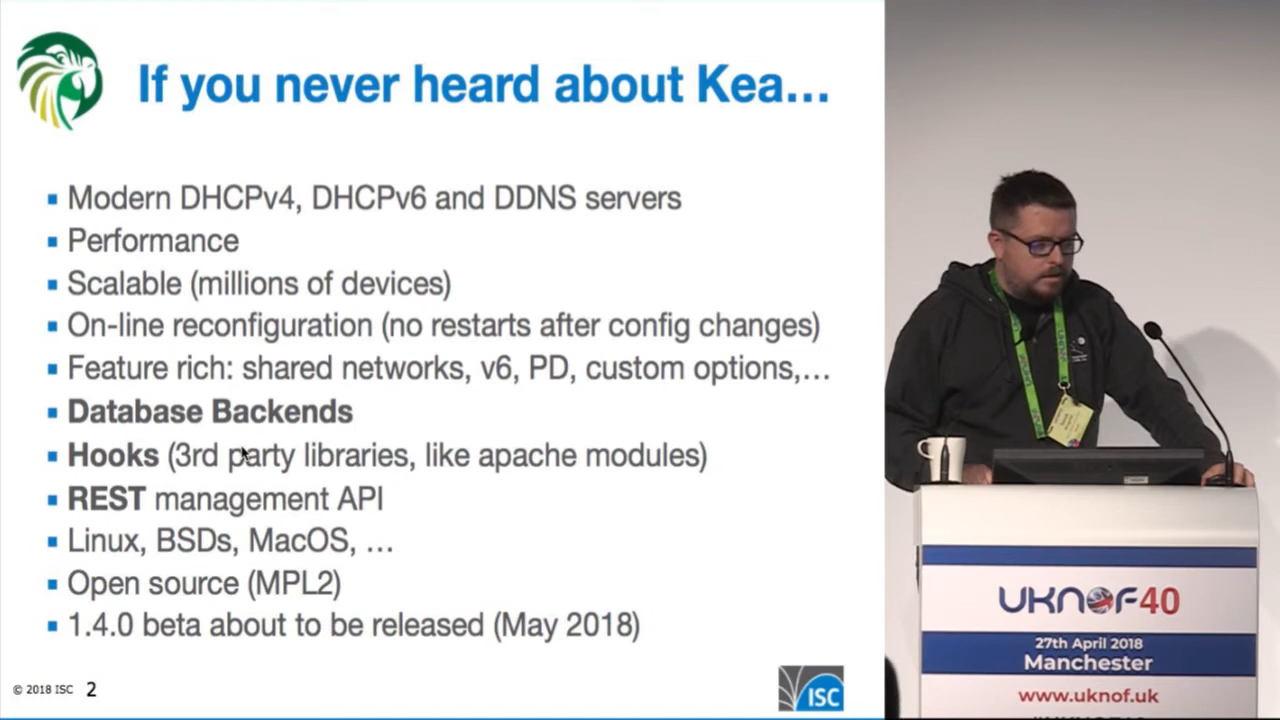 If you never heard about Kea...
Modern DHCPv4, DHCPv6 and DDNS servers
Performance
Scalable (millions of devices)
On-line reconfiguration (no restarts after config changes)
Feature rich: shared networks, v6, PD, custom options,...
Database Backends
Hooks (3rd party libraries, like apache modules)
REST management API
Linux, BSDs, MacOS, ...
Open source (MPL2)
1.4.0 beta about to be released (May 2018)
© 2018 ISC 2
ISC
UKNOF40
27th April 2018
Manchester
www.uknof.uk